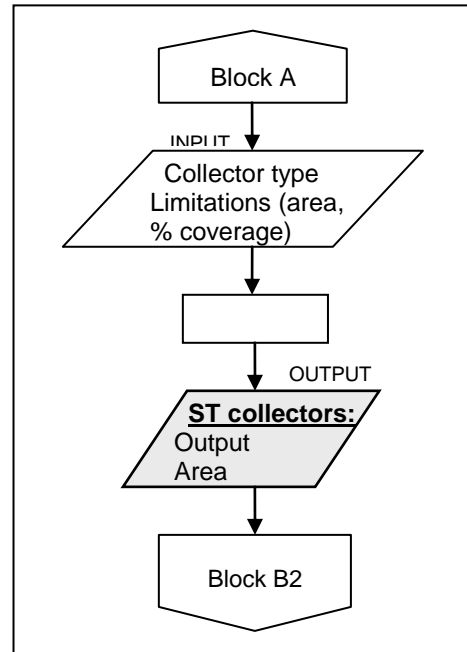 Block A
INPUT
Collector type
Limitations (area,
% coverage)
OUTPUT
ST collectors:
Output
Area
Block B2